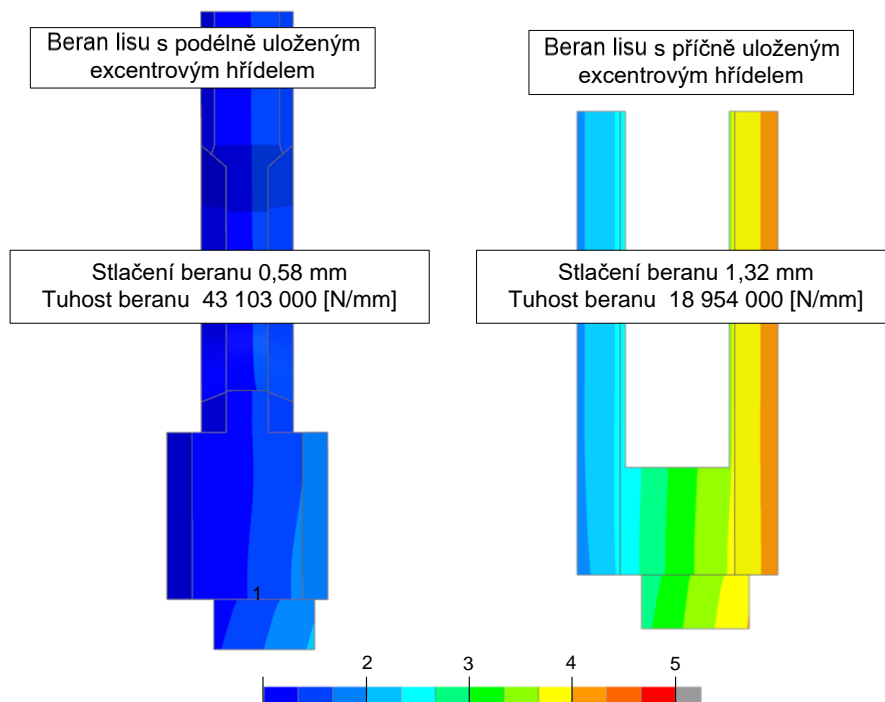 Beran lisu s podélně uloženým
excentrovým hřídelem
Beran lisu s příčně uloženým
excentrovým hřídelem
Stlačení beranu 0,58 mm
Tuhost beranu 43 103 000 [N/mm]
Stlačení beranu 1,32 mm
Tuhost beranu 18 954 000 [N/mm]
1
2 3 4 5